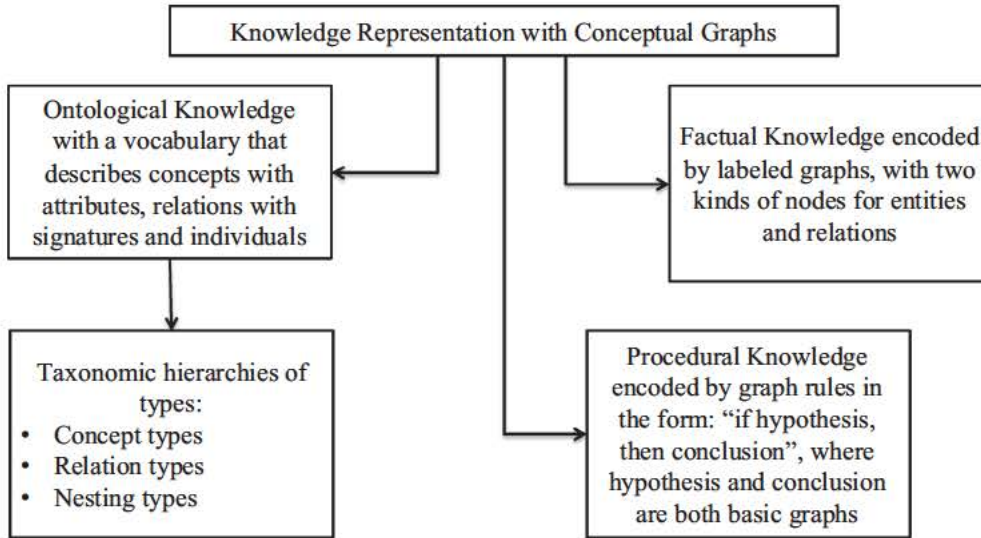 Knowledge Representation with Conceptual Graphs
Ontological Knowledge
with a vocabulary that
describes concepts with
attributes, relations with
signatures and individuals
Factual Knowledge encoded
by labeled graphs, with two
kinds of nodes for entities
and relations
Taxonomic hierarchies of
types:
• Concept types
• Relation types
• Nesting types
Procedural Knowledge
encoded by graph rules in
the form: “if hypothesis,
then conclusion”, where
hypothesis and conclusion
are both basic graphs